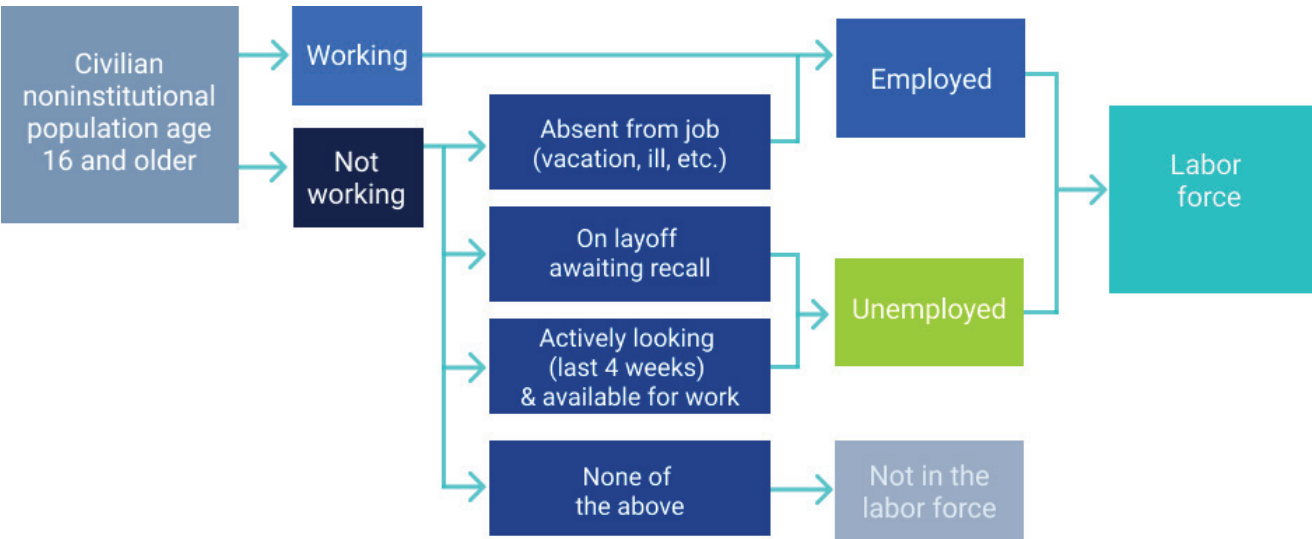 Civilian
noninstitutional
population age
16 and older
Working
Not
working
Absent from job
(vacation, ill, etc.)
On layoff
awaiting recall
Actively looking
(last 4 weeks)
& available for work
None of
the above
Employed
Unemployed
Not in the
labor force
Labor
force